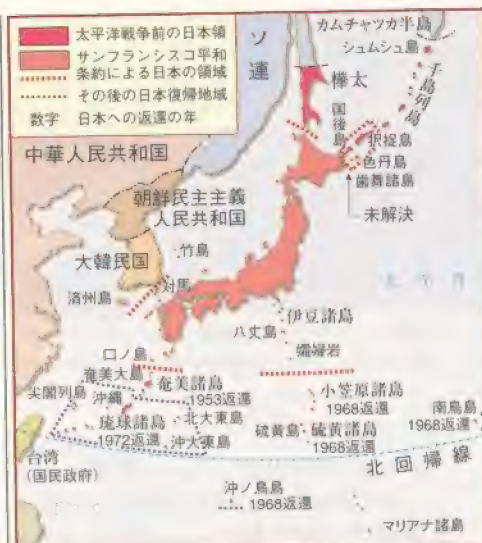 太平洋戦争前の日本領
サンフランシスコ平和
条約による日本の領域
その後の日本復帰地域
数字 日本への返還の年
ソ
連
カムチャツカ半島
シュムシュ島
千島列島
樺太
国後島
択捉島
色丹島
歯舞諸島
未解決
中華人民共和国
朝鮮民主主義
人民共和国
大韓民国
竹島
対馬
済州島
伊豆諸島
八丈島
孀婦岩
口ノ島
奄美大島
奄美諸島
1953返還
尖閣列島
沖縄
琉球諸島
1972返還
北大東島
沖大東島
小笠原諸島
1968返還
硫黄島
硫黄諸島
1968返還
南鳥島
1968返還
台湾
(国民政府)
北回帰線
沖ノ鳥島
1968返還
マリアナ諸島